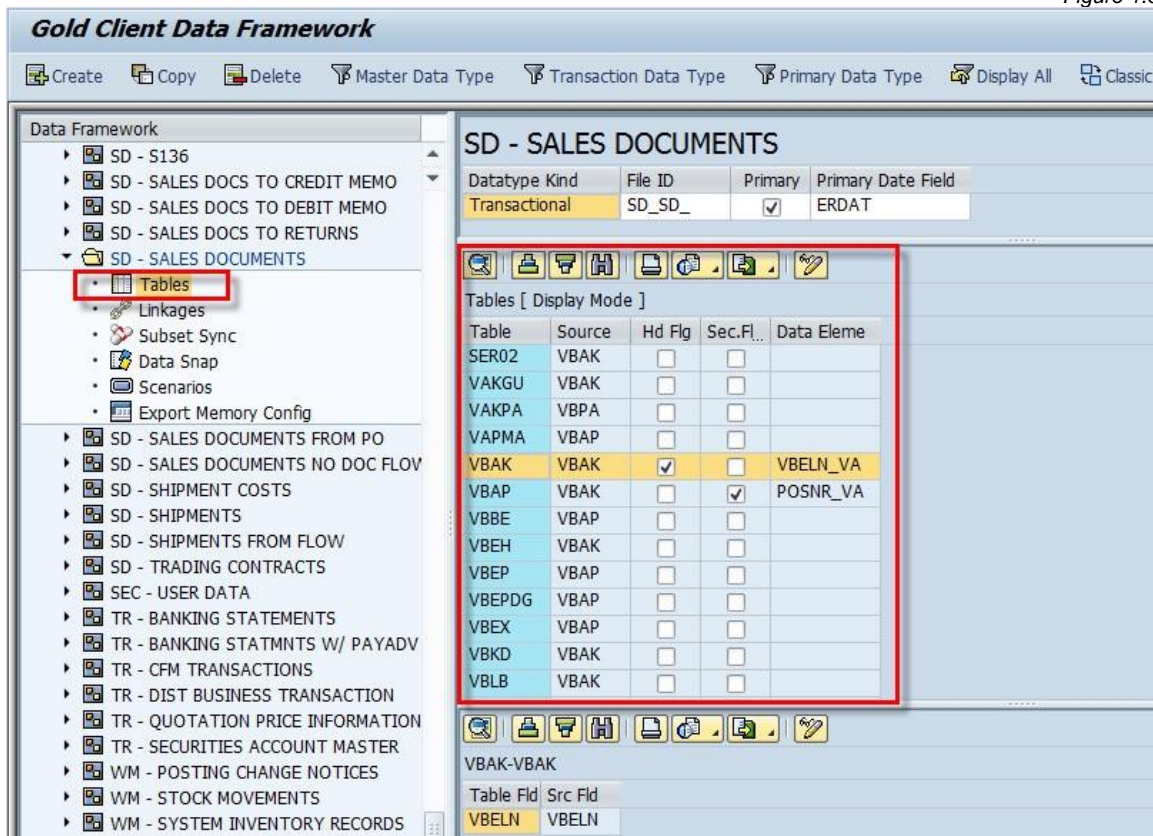 Gold Client Data Framework
Create Copy Delete Master Data Type Transaction Data Type Primary Data Type Display All Classic
Data Framework
SD - S136
SD - SALES DOCS TO CREDIT MEMO
SD - SALES DOCS TO DEBIT MEMO
SD - SALES DOCS TO RETURNS
SD - SALES DOCUMENTS
Tables
Linkages
Subset Sync
Data Snap
Scenarios
Export Memory Config
SD - SALES DOCUMENTS FROM PO
SD - SALES DOCUMENTS NO DOC FLOW
SD - SHIPMENT COSTS
SD - SHIPMENTS
SD - SHIPMENTS FROM FLOW
SD - TRADING CONTRACTS
SEC - USER DATA
TR - BANKING STATEMENTS
TR - BANKING STATMNTS W/ PAYADV
TR - CFM TRANSACTIONS
TR - DIST BUSINESS TRANSACTION
TR - QUOTATION PRICE INFORMATION
TR - SECURITIES ACCOUNT MASTER
WM - POSTING CHANGE NOTICES
WM - STOCK MOVEMENTS
WM - SYSTEM INVENTORY RECORDS
SD - SALES DOCUMENTS
Datatype Kind File ID Primary Primary Date Field
Transactional SD_SD_ ERDAT
Tables [ Display Mode ]
Table Source Hd Flg Sec.Fl... Data Eleme
SER02 VBAK
VAKGU VBAK
VAKPA VBPA
VAPMA VBAP
VBAK VBAK VBELN_VA
VBAP VBAK POSNR_VA
VBBE VBAP
VBEH VBAK
VBEP VBAP
VBEPDG VBAP
VBEX VBAP
VBKD VBAK
VBLB VBAK
VBAK-VBAK
Table Fld Src Fld
VBELN VBELN